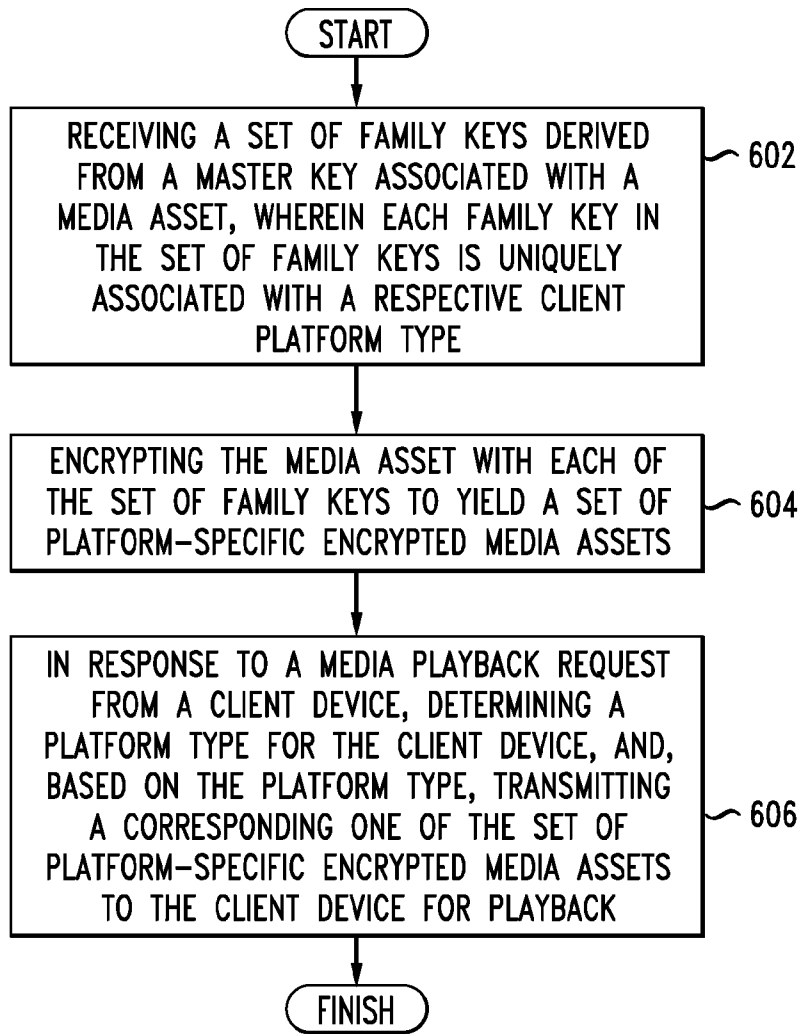 START
RECEIVING A SET OF FAMILY KEYS DERIVED
FROM A MASTER KEY ASSOCIATED WITH A
MEDIA ASSET, WHEREIN EACH FAMILY KEY IN
THE SET OF FAMILY KEYS IS UNIQUELY
ASSOCIATED WITH A RESPECTIVE CLIENT
PLATFORM TYPE
602
ENCRYPTING THE MEDIA ASSET WITH EACH OF
THE SET OF FAMILY KEYS TO YIELD A SET OF
PLATFORM-SPECIFIC ENCRYPTED MEDIA ASSETS
604
IN RESPONSE TO A MEDIA PLAYBACK REQUEST
FROM A CLIENT DEVICE, DETERMINING A
PLATFORM TYPE FOR THE CLIENT DEVICE, AND,
BASED ON THE PLATFORM TYPE, TRANSMITTING
A CORRESPONDING ONE OF THE SET OF
PLATFORM-SPECIFIC ENCRYPTED MEDIA ASSETS
TO THE CLIENT DEVICE FOR PLAYBACK
606
FINISH